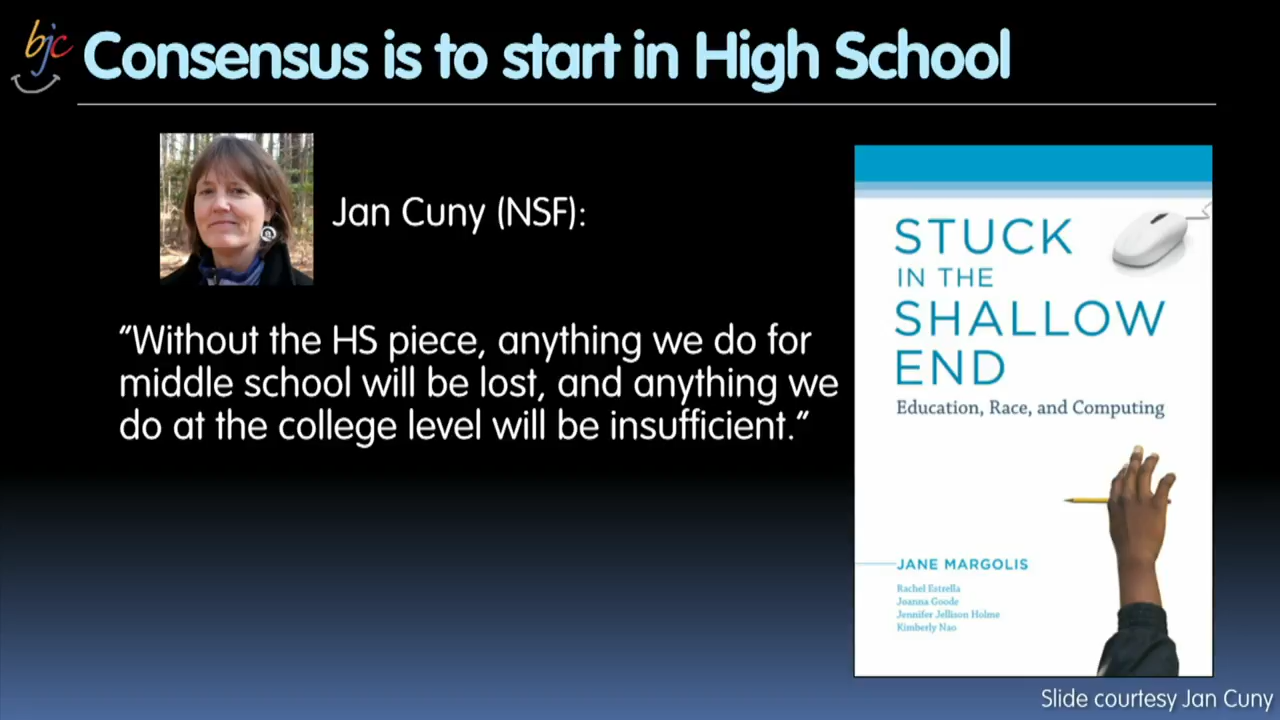 bjc
Consensus is to start in High School
Jan Cuny (NSF):
“Without the HS piece, anything we do for
middle school will be lost, and anything we
do at the college level will be insufficient.”
STUCK
IN THE
SHALLOW
END
Education, Race, and Computing
JANE MARGOLIS
Rachel Estrella
Joanna Goode
Jennifer Jellison Holme
Kimberly Nao
Slide courtesy Jan Cuny